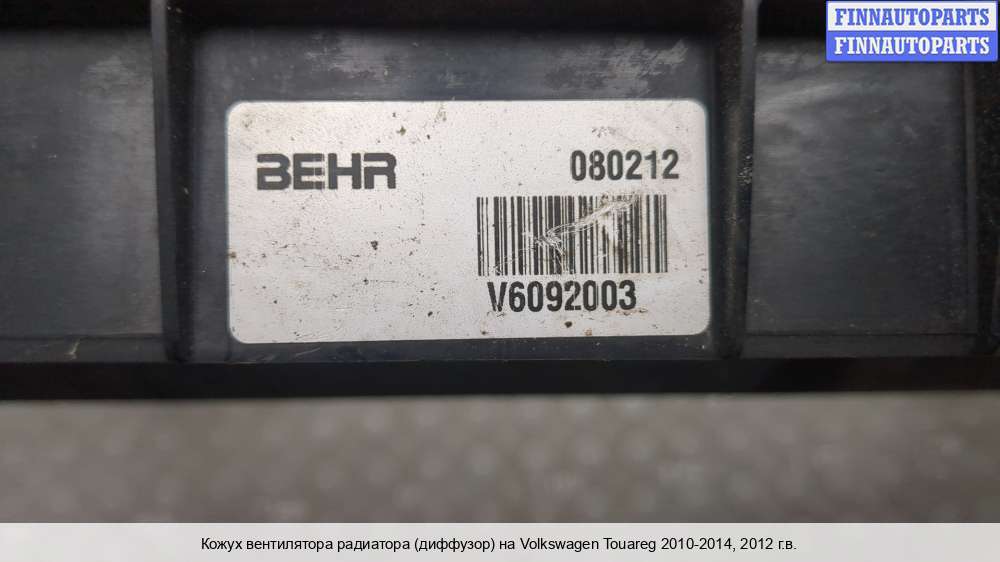 FINNAUTOPARTS
FINNAUTOPARTS
BEHR
080212
V6092003
Кожух вентилятора радиатора (диффузор) на Volkswagen Touareg 2010-2014, 2012 г.в.